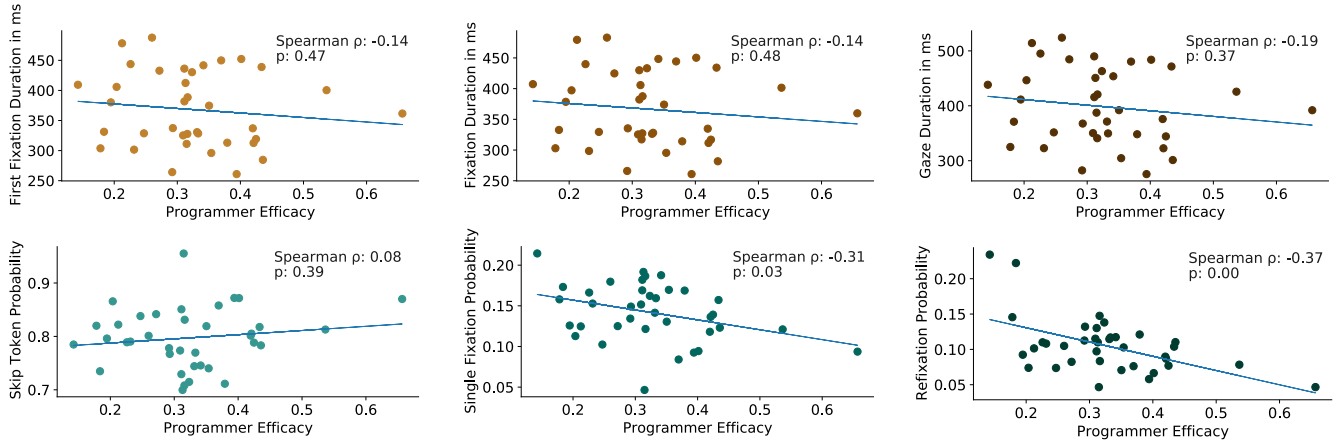 First Fixation Duration in ms
450
400
350
300
250
0.2 0.3 0.4 0.5 0.6
Programmer Efficacy
Spearman ρ: -0.14
p: 0.47
Fixation Duration in ms
450
400
350
300
250
0.2 0.3 0.4 0.5 0.6
Programmer Efficacy
Spearman ρ: -0.14
p: 0.48
Gaze Duration in ms
500
400
300
0.2 0.3 0.4 0.5 0.6
Programmer Efficacy
Spearman ρ: -0.19
p: 0.37
Skip Token Probability
0.9
0.8
0.7
0.2 0.3 0.4 0.5 0.6
Programmer Efficacy
Spearman ρ: 0.08
p: 0.39
Single Fixation Probability
0.20
0.15
0.10
0.05
0.2 0.3 0.4 0.5 0.6
Programmer Efficacy
Spearman ρ: -0.31
p: 0.03
Refixation Probability
0.20
0.15
0.10
0.05
0.2 0.3 0.4 0.5 0.6
Programmer Efficacy
Spearman ρ: -0.37
p: 0.00